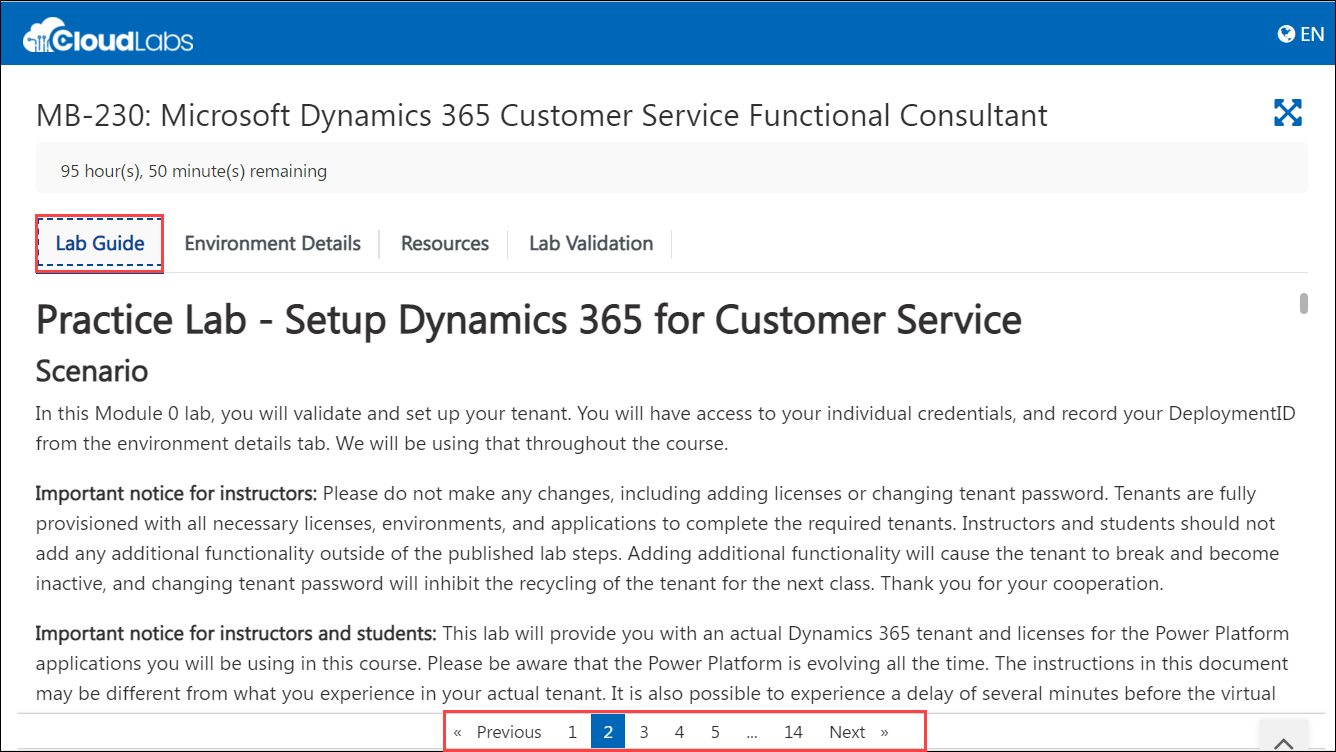 CloudLabs
EN
MB-230: Microsoft Dynamics 365 Customer Service Functional Consultant
95 hour(s), 50 minute(s) remaining
Lab Guide Environment Details Resources Lab Validation
Practice Lab - Setup Dynamics 365 for Customer Service
Scenario
In this Module 0 lab, you will validate and set up your tenant. You will have access to your individual credentials, and record your DeploymentID
from the environment details tab. We will be using that throughout the course.
Important notice for instructors: Please do not make any changes, including adding licenses or changing tenant password. Tenants are fully
provisioned with all necessary licenses, environments, and applications to complete the required tenants. Instructors and students should not
add any additional functionality outside of the published lab steps. Adding additional functionality will cause the tenant to break and become
inactive, and changing tenant password will inhibit the recycling of the tenant for the next class. Thank you for your cooperation.
Important notice for instructors and students: This lab will provide you with an actual Dynamics 365 tenant and licenses for the Power Platform
applications you will be using in this course. Please be aware that the Power Platform is evolving all the time. The instructions in this document
may be different from what you experience in your actual tenant. It is also possible to experience a delay of several minutes before the virtual
« Previous 1 2 3 4 5 ... 14 Next »